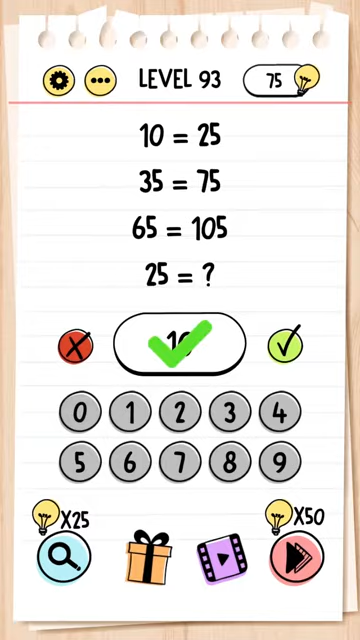 LEVEL 93
75
10 = 25
35 = 75
65 = 105
25 = ?
0 1 2 3 4
5 6 7 8 9
X25
X50